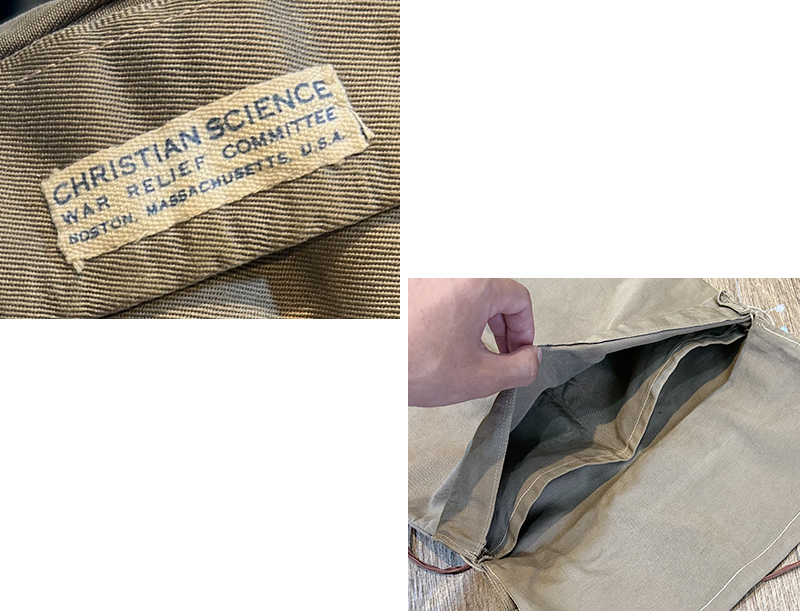 CHRISTIAN SCIENCE
WAR RELIEF COMMITTEE
BOSTON, MASSACHUSETTS, U.S.A.